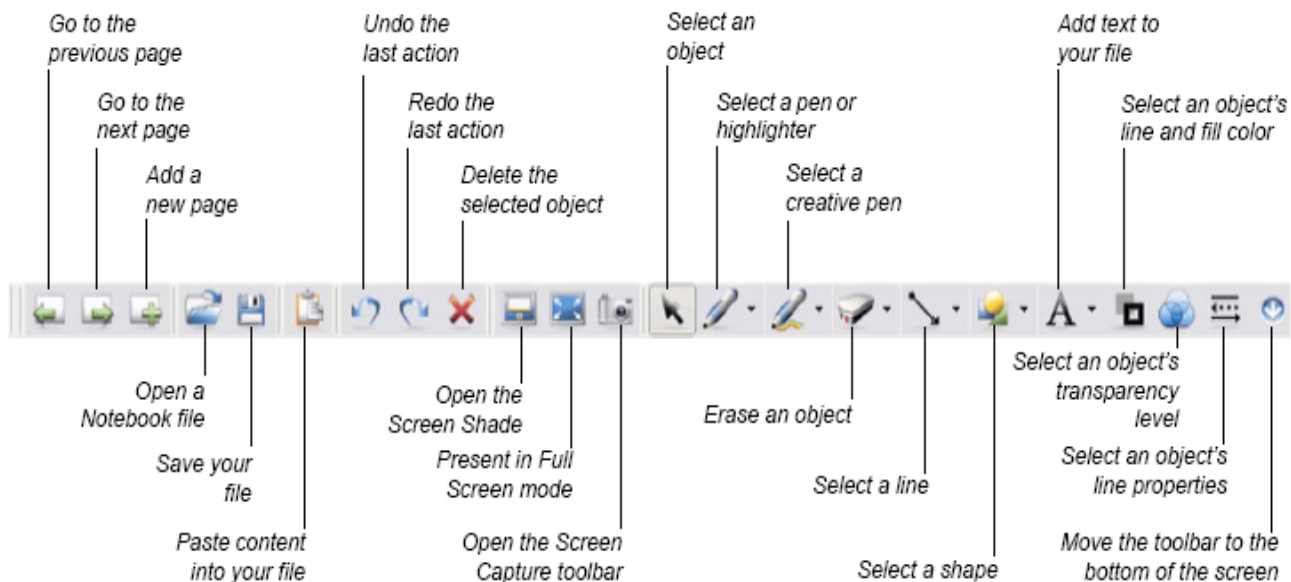 Go to the
previous page
Undo the
last action
Select an
object
Add text to
your file
Go to the
next page
Redo the
last action
Select a pen or
highlighter
Select an object's
line and fill color
Add a
new page
Delete the
selected object
Select a
creative pen
A
Open a
Notebook file
Open the
Screen Shade
Erase an object
Select an object's
transparency
level
Save your
file
Present in Full
Screen mode
Select a line
Select an object's
line properties
Paste content
into your file
Open the Screen
Capture toolbar
Select a shape
Move the toolbar to the
bottom of the screen